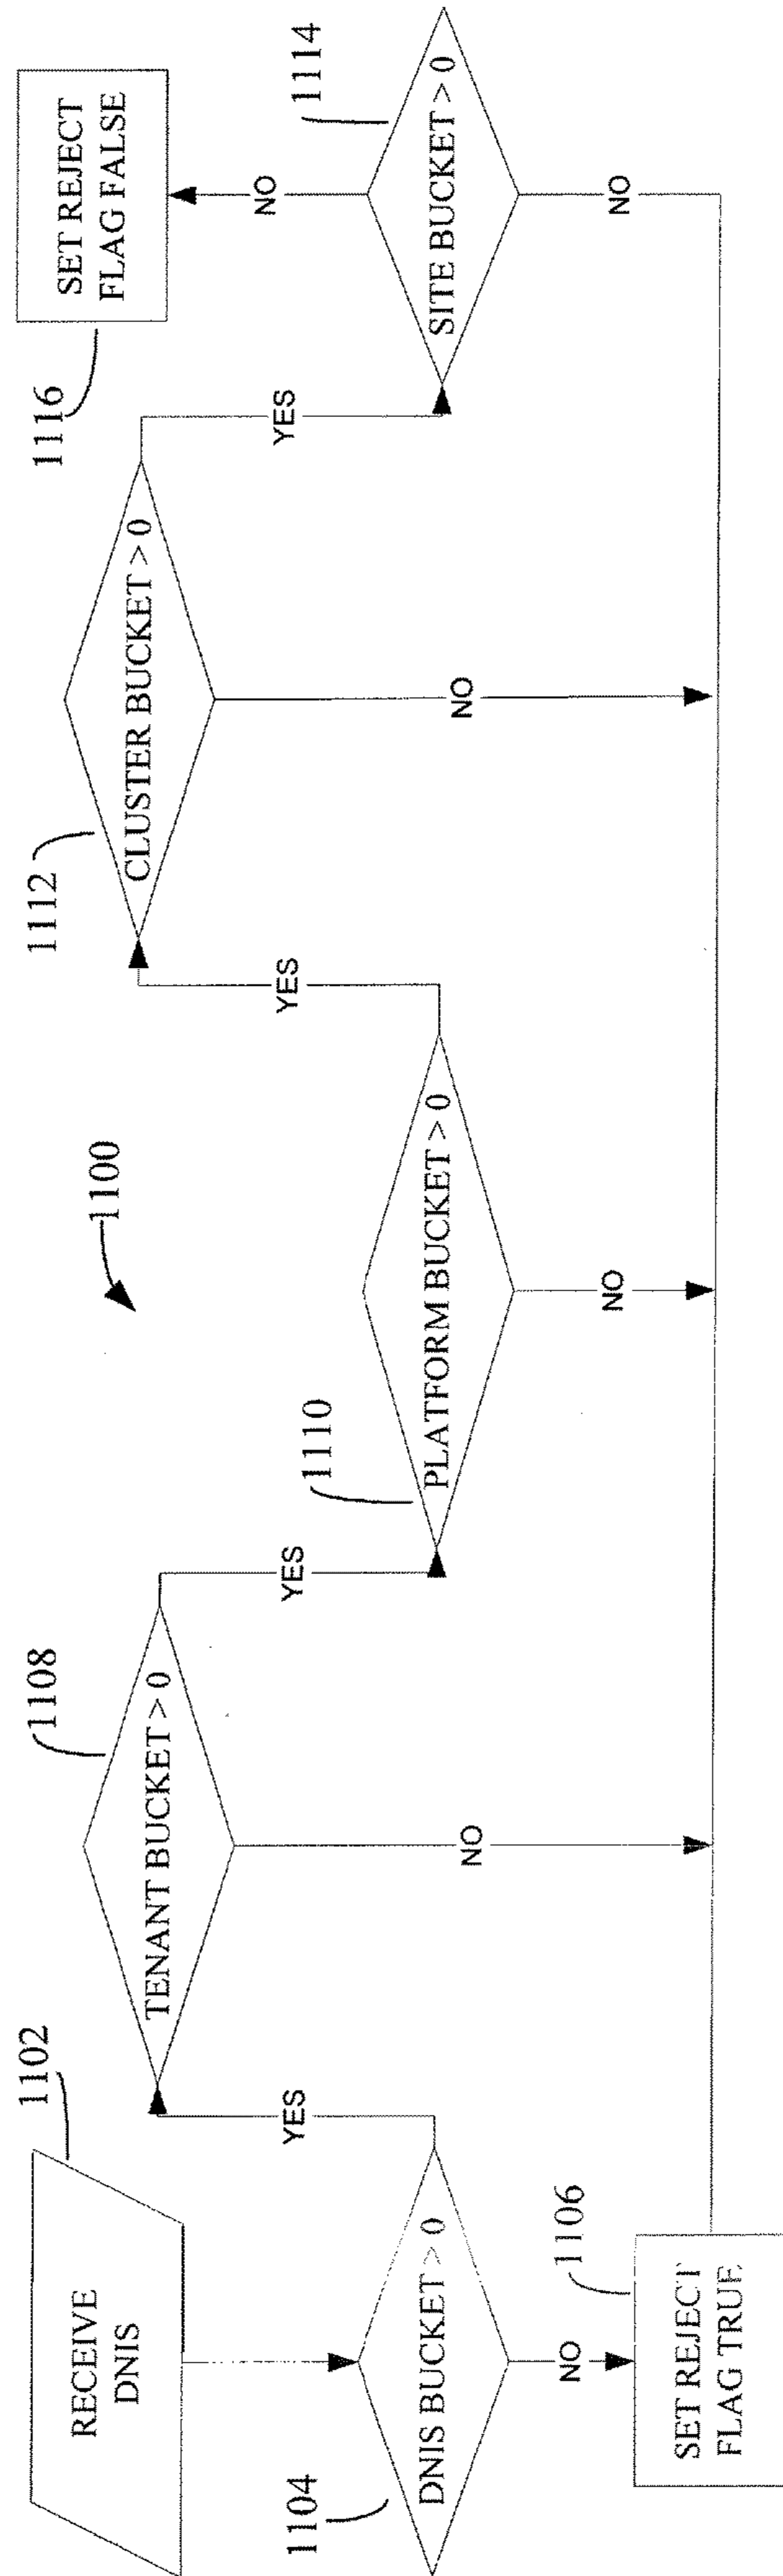 1100
1102
RECEIVE
DNIS
1104
DNIS BUCKET > 0
NO
1106
SET REJECT
FLAG TRUE
YES
1108
TENANT BUCKET > 0
NO
YES
1110
PLATFORM BUCKET > 0
NO
YES
1112
CLUSTER BUCKET > 0
NO
YES
1114
SITE BUCKET > 0
NO
NO
1116
SET REJECT
FLAG FALSE